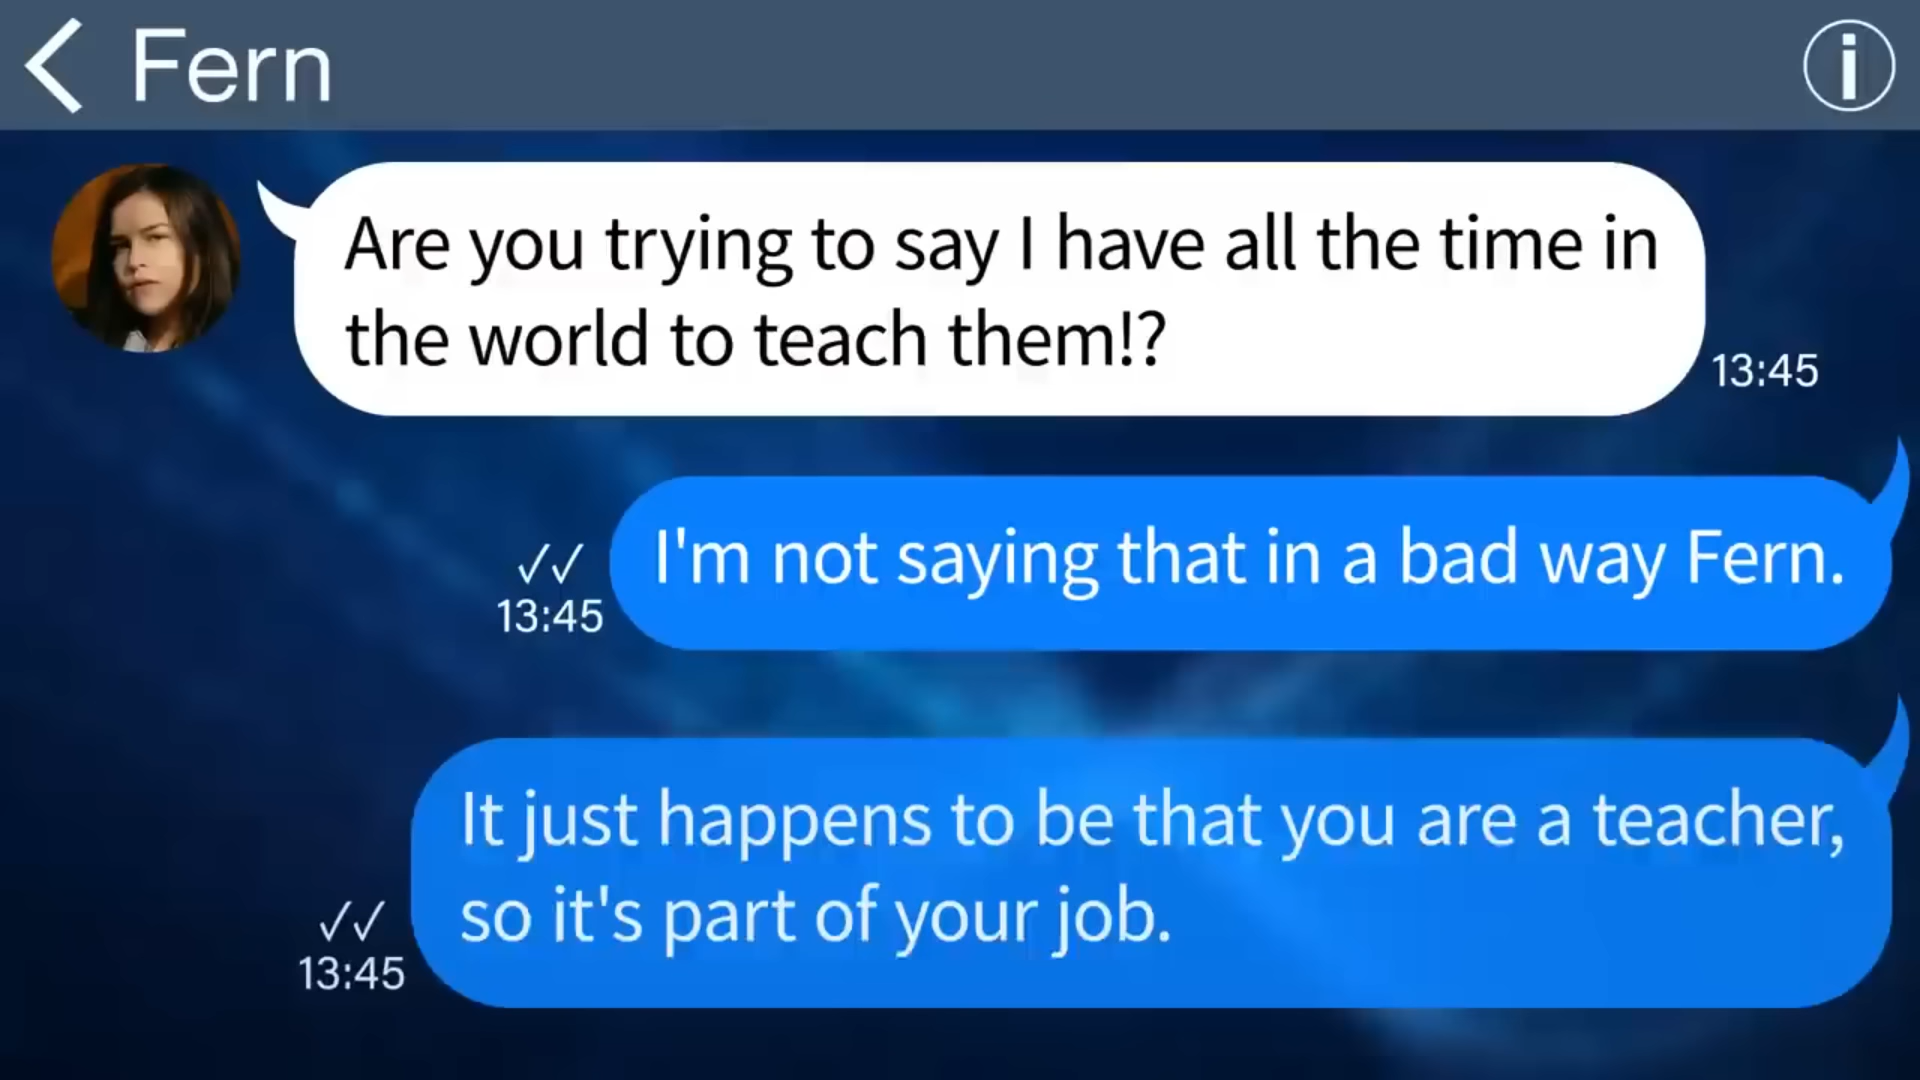 Fern
Are you trying to say I have all the time in
the world to teach them!?
13:45
I'm not saying that in a bad way Fern.
13:45
It just happens to be that you are a teacher,
so it's part of your job.
13:45